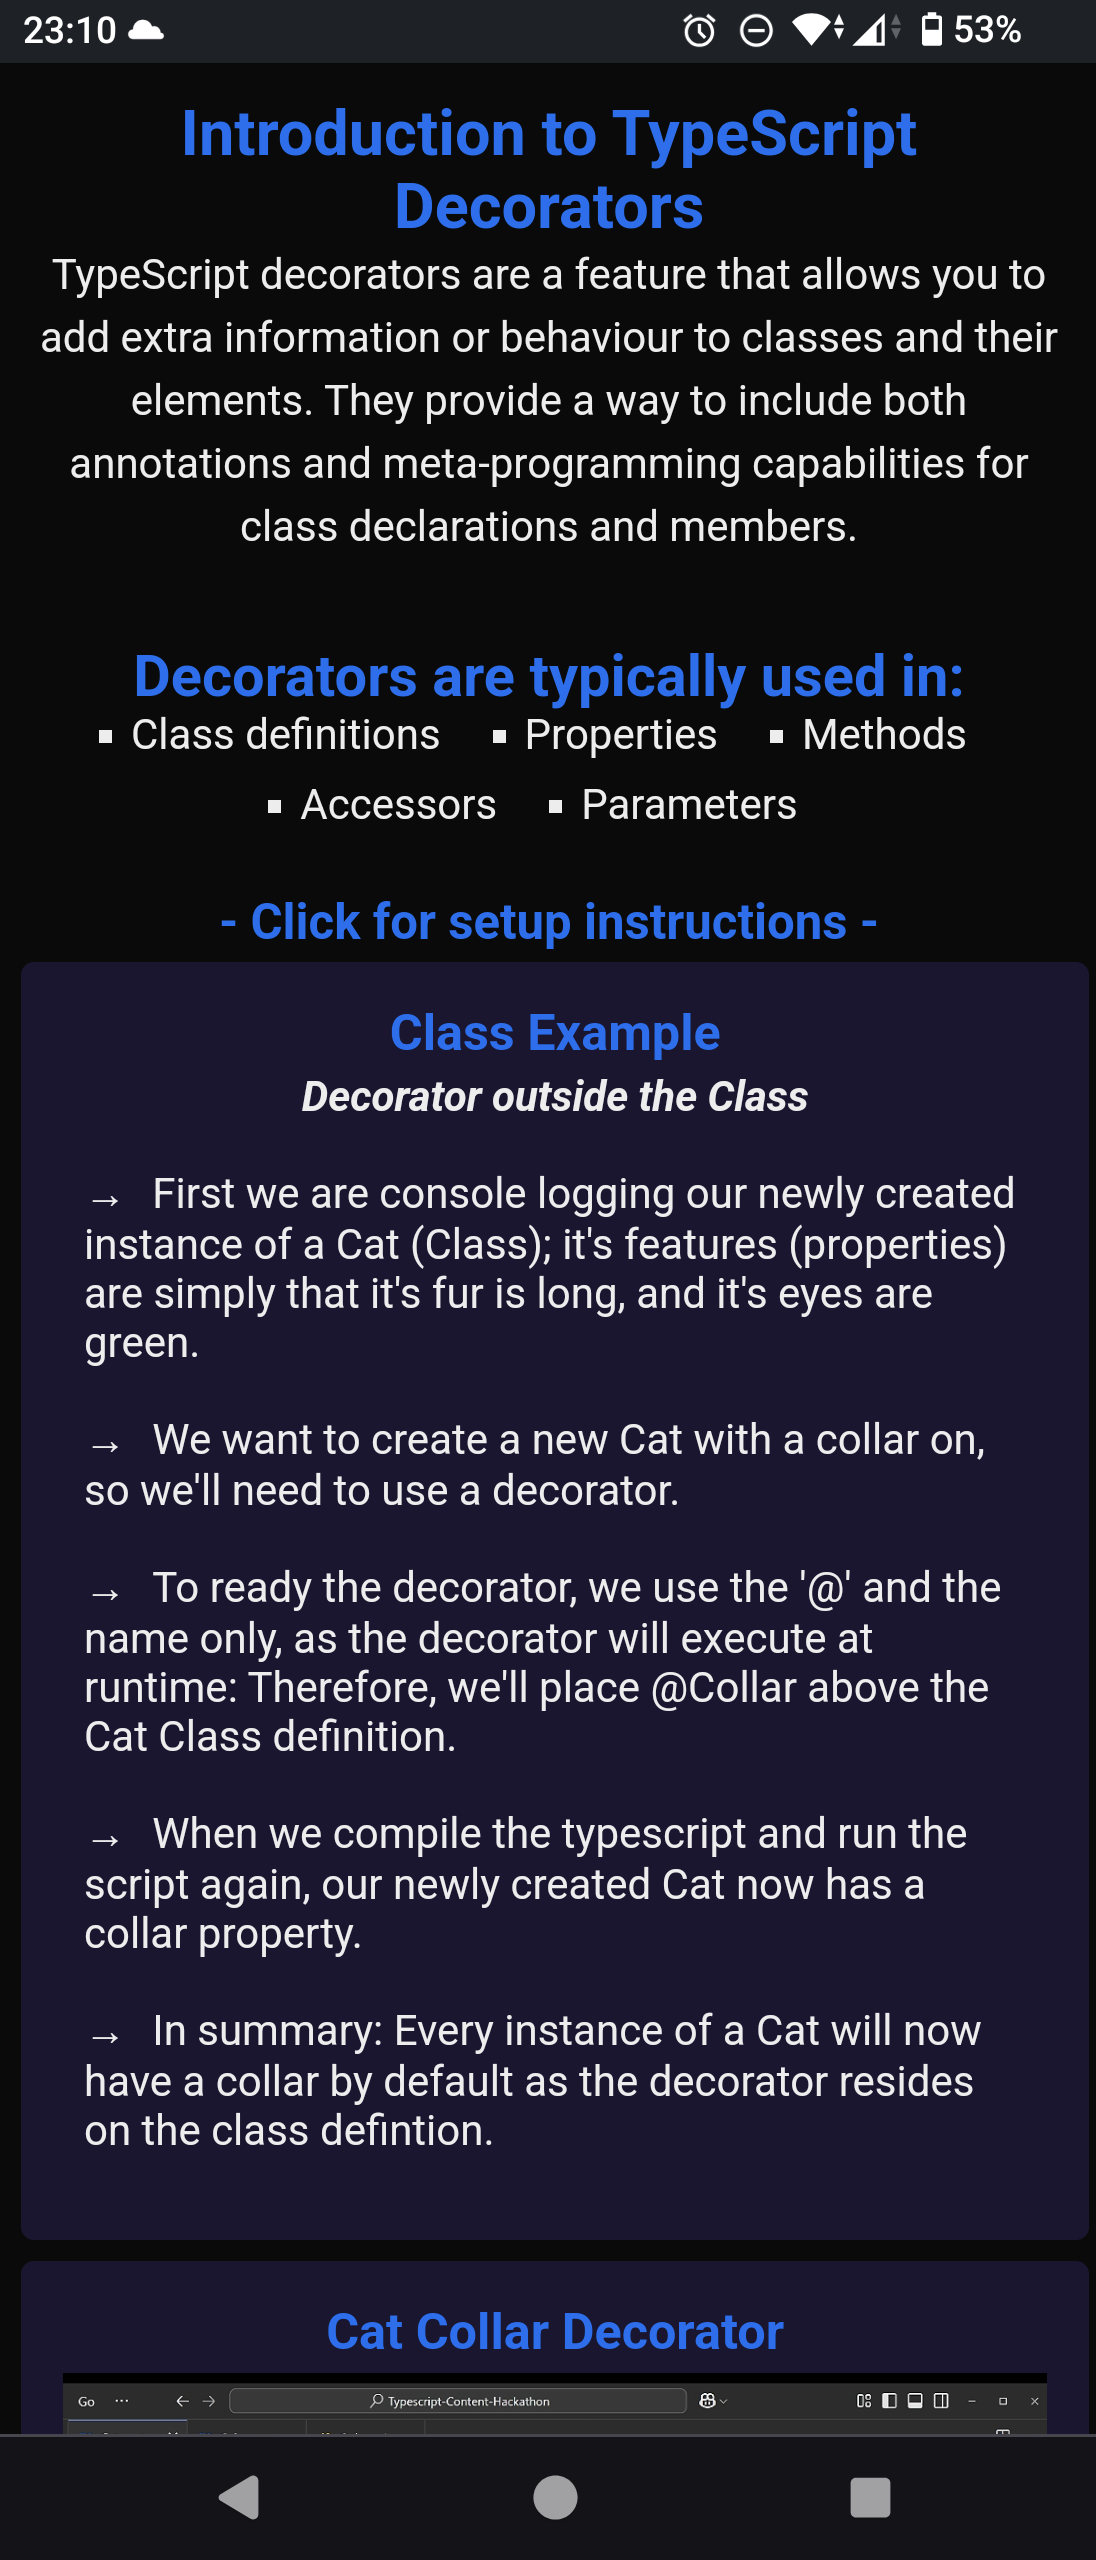 23:10
53%
Introduction to TypeScript
Decorators
TypeScript decorators are a feature that allows you to
add extra information or behaviour to classes and their
elements. They provide a way to include both
annotations and meta-programming capabilities for
class declarations and members.
Decorators are typically used in:
▪ Class definitions ▪ Properties ▪ Methods
▪ Accessors ▪ Parameters
- Click for setup instructions -
Class Example
Decorator outside the Class
→ First we are console logging our newly created
instance of a Cat (Class); it's features (properties)
are simply that it's fur is long, and it's eyes are
green.
→ We want to create a new Cat with a collar on,
so we'll need to use a decorator.
→ To ready the decorator, we use the '@' and the
name only, as the decorator will execute at
runtime: Therefore, we'll place @Collar above the
Cat Class definition.
→ When we compile the typescript and run the
script again, our newly created Cat now has a
collar property.
→ In summary: Every instance of a Cat will now
have a collar by default as the decorator resides
on the class defintion.
Cat Collar Decorator
Go ··· ← → Typescript-Content-Hackathon